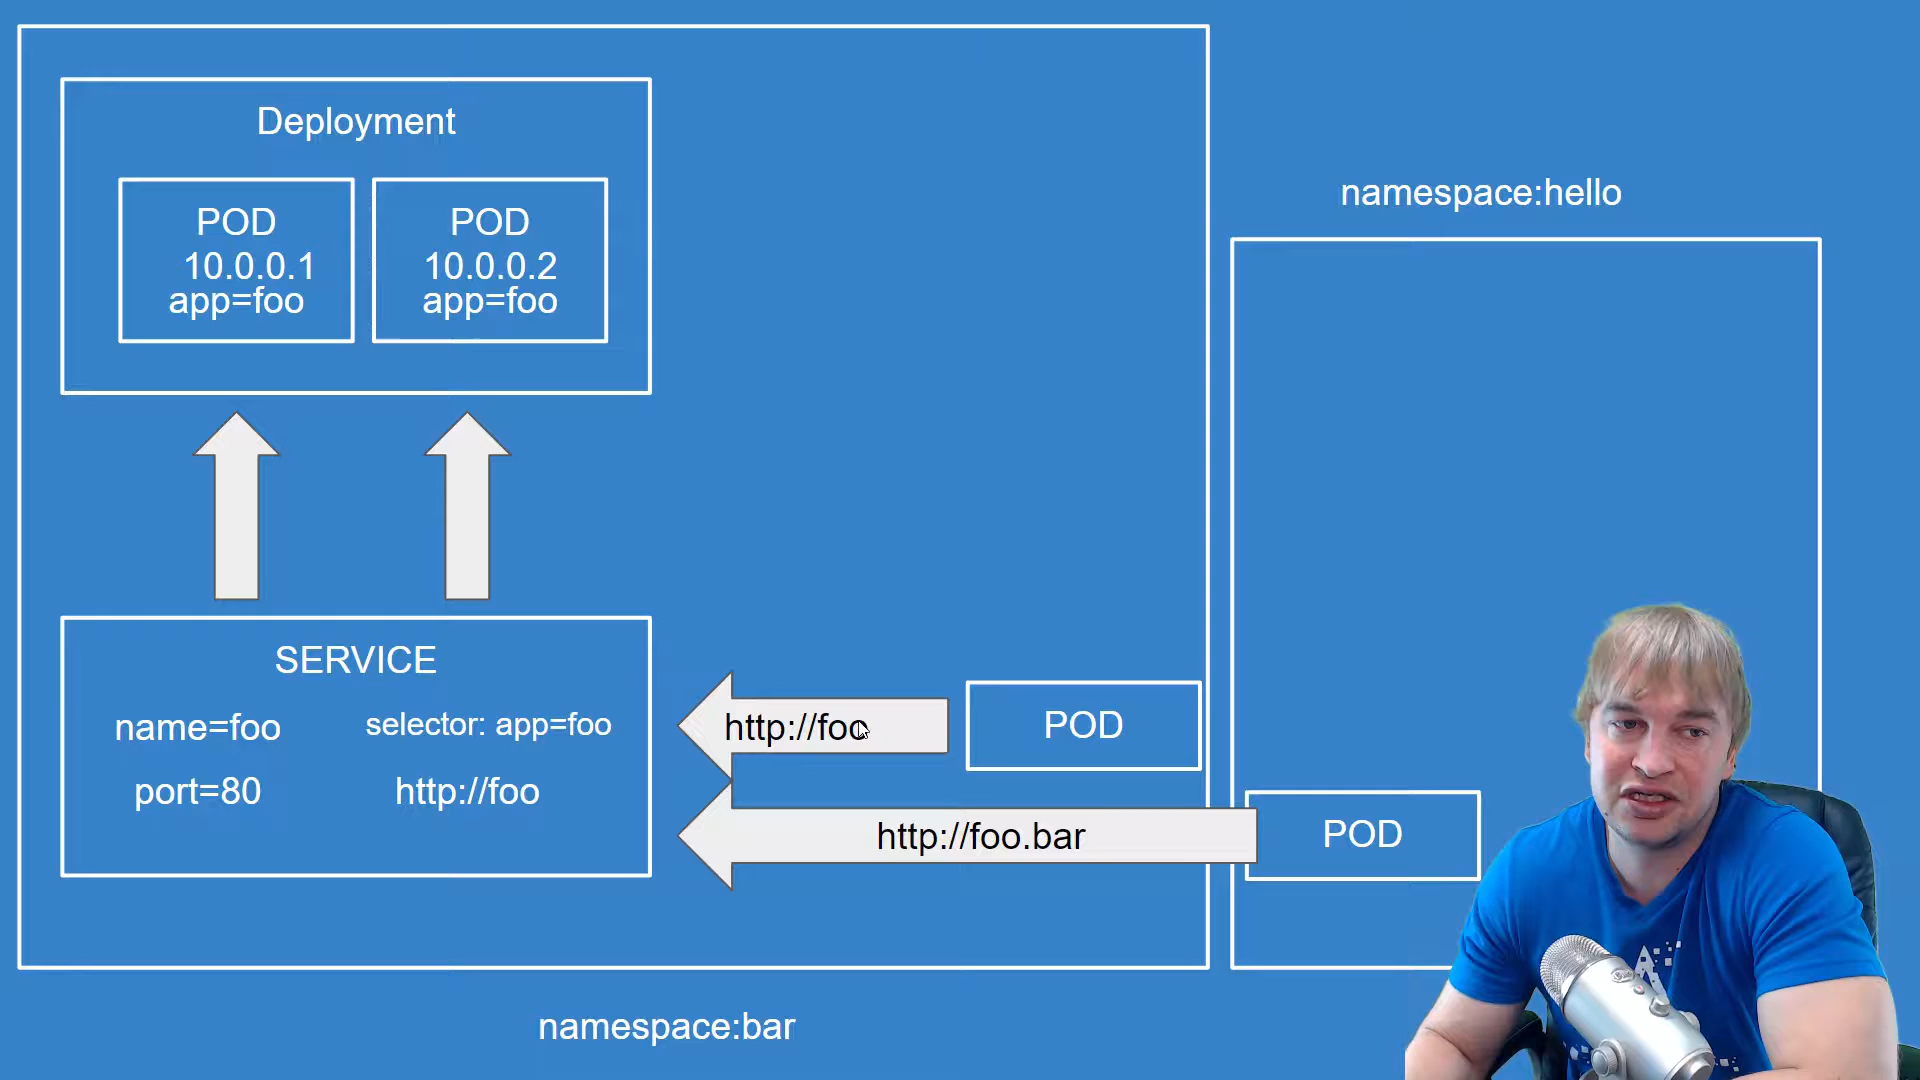 Deployment
POD
10.0.0.1
app=foo
POD
10.0.0.2
app=foo
namespace:hello
SERVICE
name=foo
selector: app=foo
port=80
http://foo
http://foo
POD
http://foo.bar
POD
namespace:bar